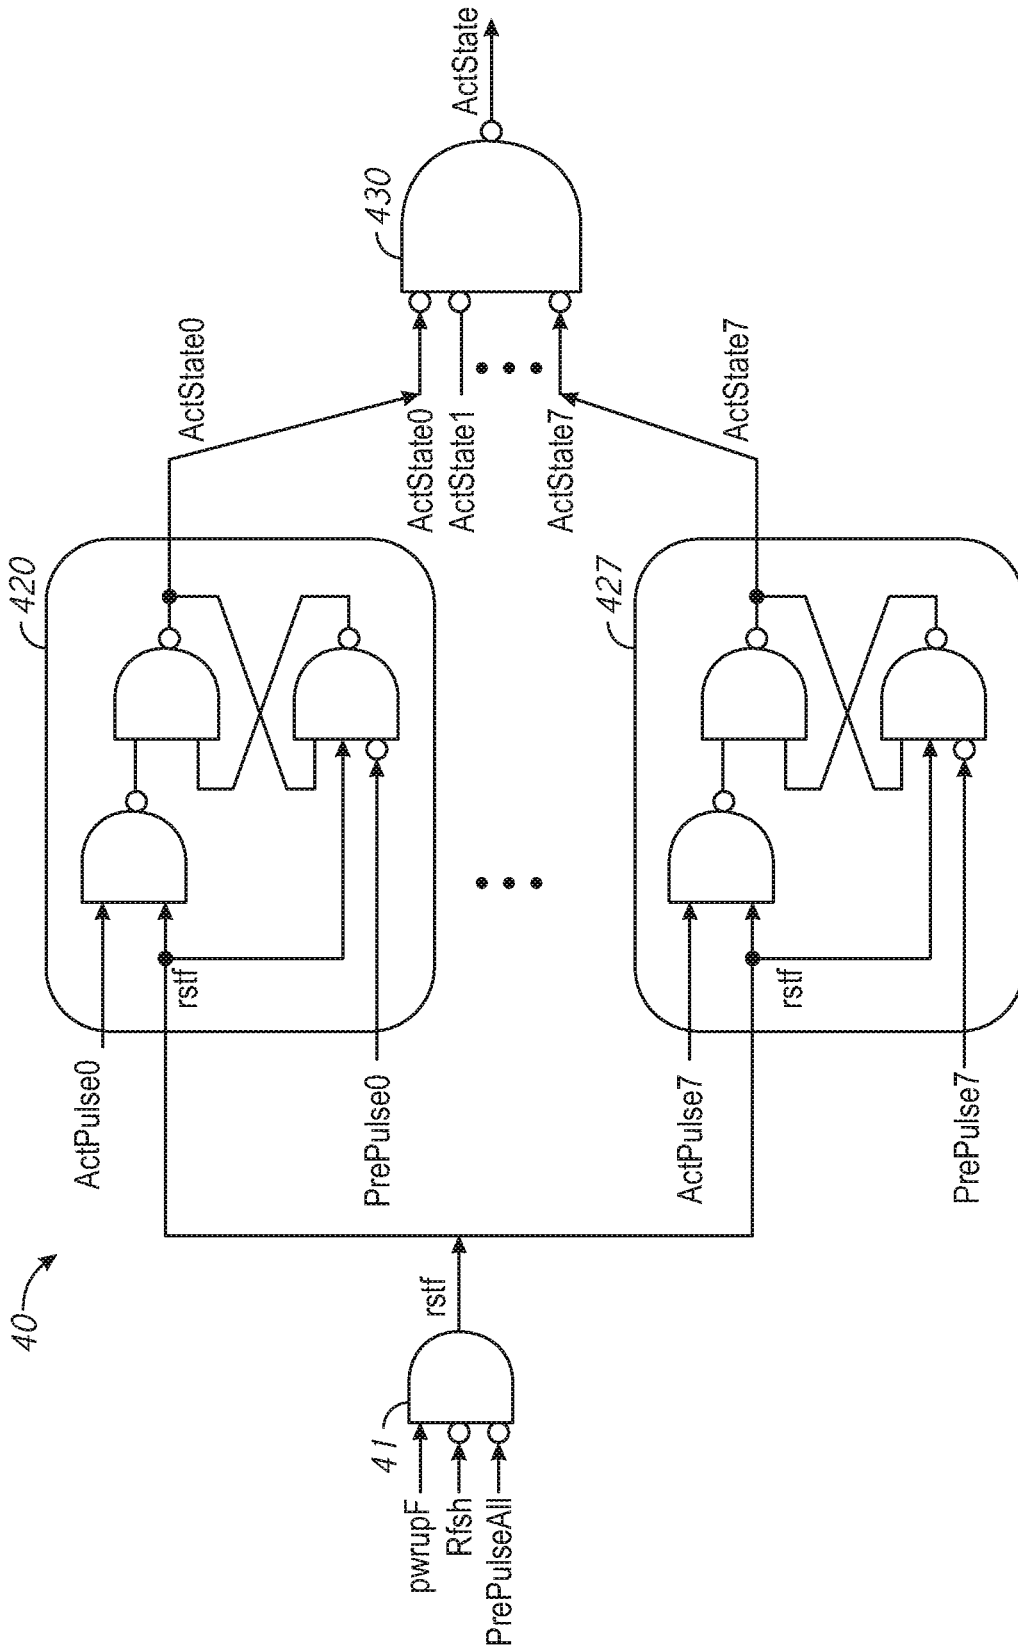 40
41
pwrupF
Rfsh
PrePulseAll
rstf
ActPulse0
PrePulse0
rstf
420
ActState0
ActPulse7
PrePulse7
rstf
427
ActState7
ActState0
ActState1
ActState7
430
ActState